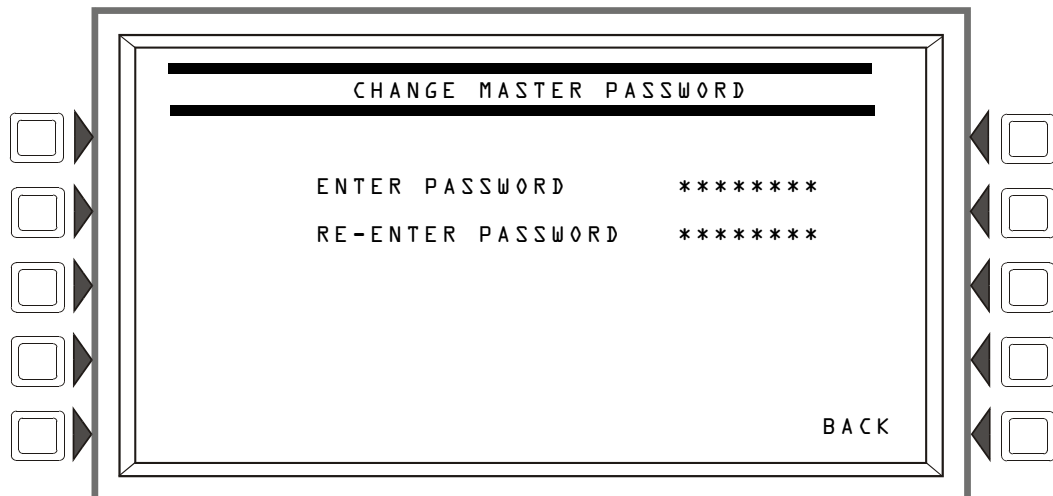 CHANGE MASTER PASSWORD
ENTER PASSWORD ********
RE-ENTER PASSWORD ********
BACK